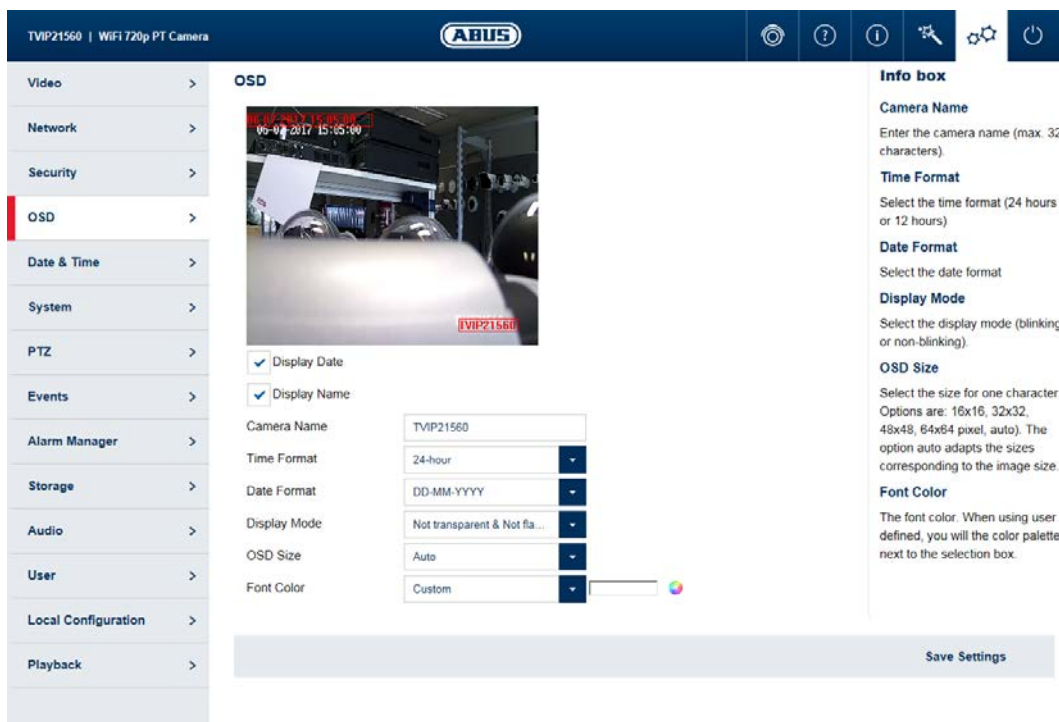 TVIP21560 | WiFi 720p PT Camera
ABUS
Video
Network
Security
OSD
Date & Time
System
PTZ
Events
Alarm Manager
Storage
Audio
User
Local Configuration
Playback
OSD
06-07-2017 15:05:00
06-07-2017 15:05:00
TVIP21560
Display Date
Display Name
Camera Name
TVIP21560
Time Format
24-hour
Date Format
DD-MM-YYYY
Display Mode
Not transparent & Not fla...
OSD Size
Auto
Font Color
Custom
Save Settings
Info box
Camera Name
Enter the camera name (max. 32
characters).
Time Format
Select the time format (24 hours
or 12 hours)
Date Format
Select the date format
Display Mode
Select the display mode (blinking
or non-blinking).
OSD Size
Select the size for one character.
Options are: 16x16, 32x32,
48x48, 64x64 pixel, auto). The
option auto adapts the sizes
corresponding to the image size.
Font Color
The font color. When using user
defined, you will the color palette
next to the selection box.